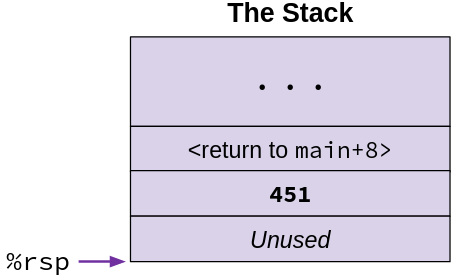 The Stack
. . .
<return to main+8>
451
Unused
%rsp